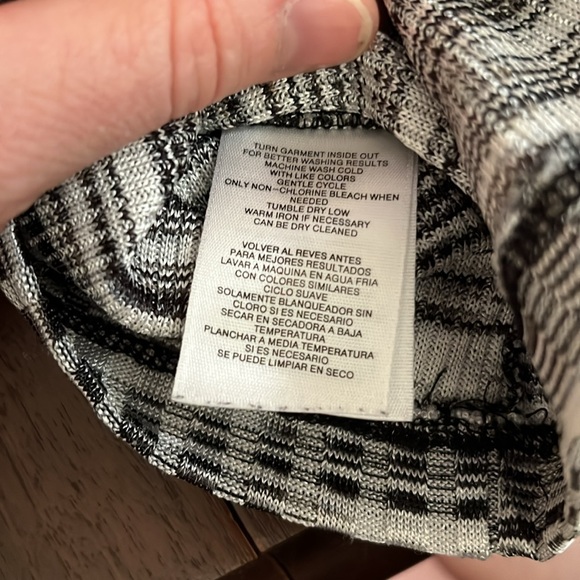 TURN GARMENT INSIDE OUT
FOR BETTER WASHING RESULTS
MACHINE WASH COLD
WITH LIKE COLORS
GENTLE CYCLE
ONLY NON-CHLORINE BLEACH WHEN
NEEDED
TUMBLE DRY LOW
WARM IRON IF NECESSARY
CAN BE DRY CLEANED
VOLVER AL REVES ANTES
PARA MEJORES RESULTADOS
LAVAR A MAQUINA EN AGUA FRIA
CON COLORES SIMILARES
CICLO SUAVE
SOLAMENTE BLANQUEADOR SIN
CLORO SI ES NECESARIO
SECAR EN SECADORA A BAJA
TEMPERATURA
PLANCHAR A MEDIA TEMPERATURA
SI ES NECESARIO
SE PUEDE LIMPIAR EN SECO